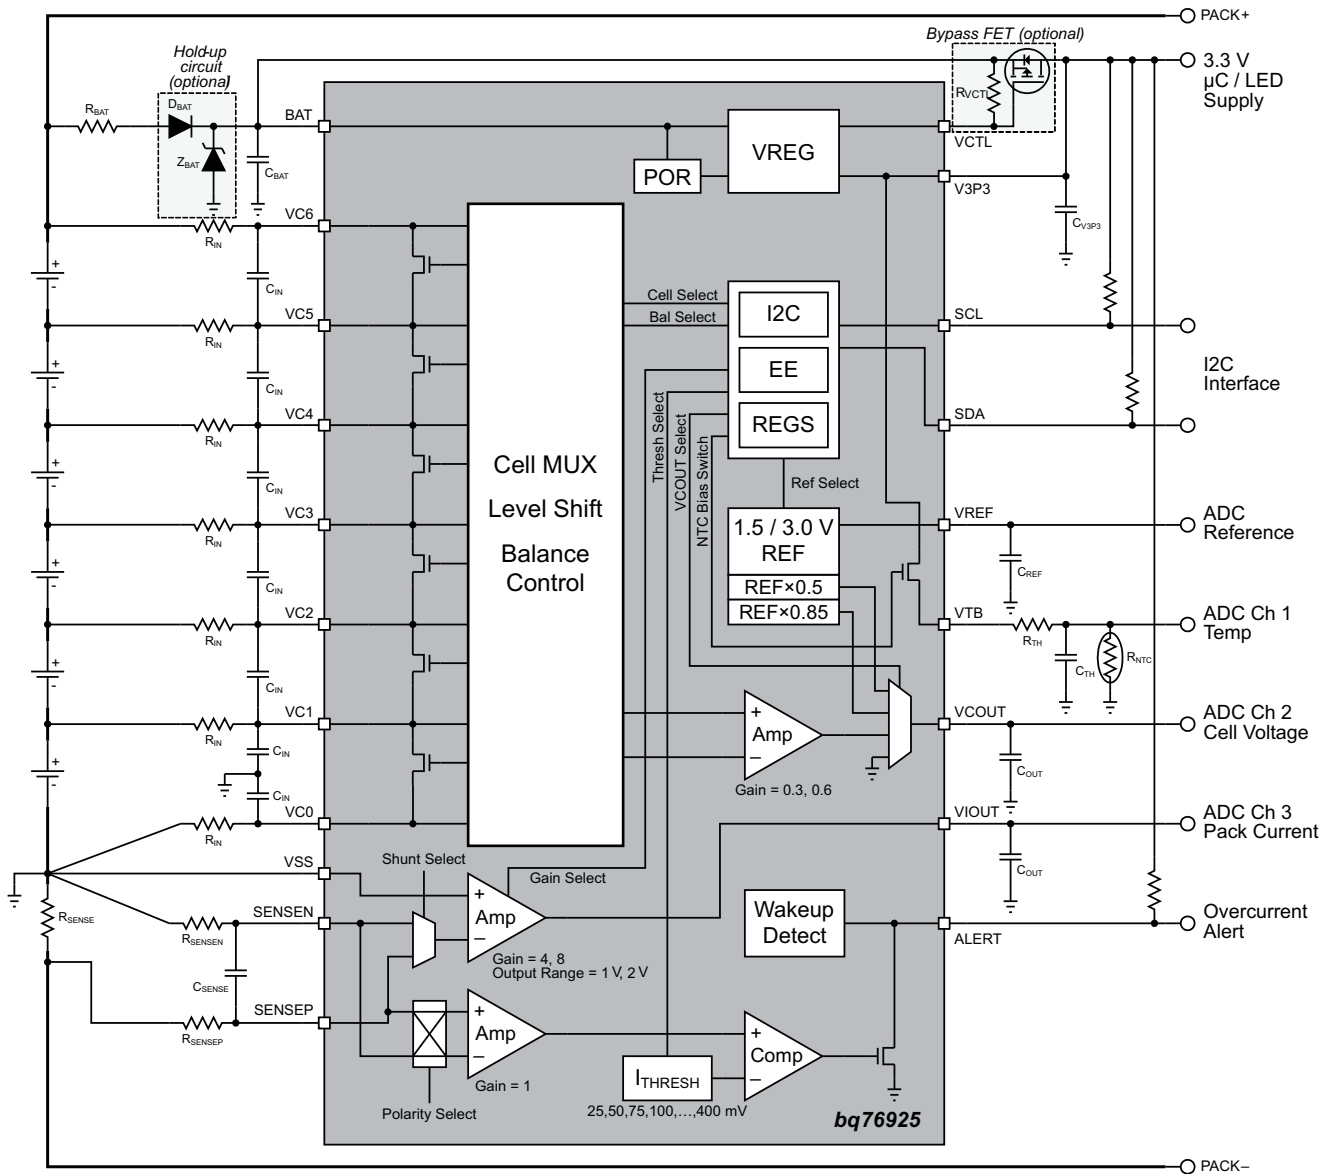 PACK+
Bypass FET (optional)
Hold-up
circuit
(optional)
3.3 V
µC / LED
Supply
RBAT
DBAT
ZBAT
CBAT
BAT
VREG
POR
RVCTL
VCTL
V3P3
CV3P3
VC6
RIN
+
-
CIN
Cell Select
Bal Select
I2C
EE
REGS
SCL
VC5
RIN
+
-
CIN
I2C
Interface
SDA
VC4
RIN
Thresh Select
VCOUT Select
NTC Bias Switch
Cell MUX
Level Shift
Balance
Control
+
-
CIN
Ref Select
VC3
RIN
1.5 / 3.0 V
REF
REF×0.5
REF×0.85
VREF
CREF
ADC
Reference
+
-
CIN
VC2
RIN
VTB
RTH
CTH
RNTC
ADC Ch 1
Temp
+
-
CIN
VC1
RIN
+
Amp
–
Gain = 0.3, 0.6
VCOUT
COUT
ADC Ch 2
Cell Voltage
CIN
+
-
CIN
VC0
RIN
VIOUT
COUT
ADC Ch 3
Pack Current
VSS
Shunt Select
Gain Select
+
Amp
–
Gain = 4, 8
Output Range = 1 V, 2 V
RSENSE
SENSEN
RSENSEN
CSENSE
Wakeup
Detect
ALERT
Overcurrent
Alert
SENSEP
RSENSEP
+
Amp
–
Gain = 1
Polarity Select
+
Comp
–
ITHRESH
25,50,75,100,…,400 mV
bq76925
PACK–